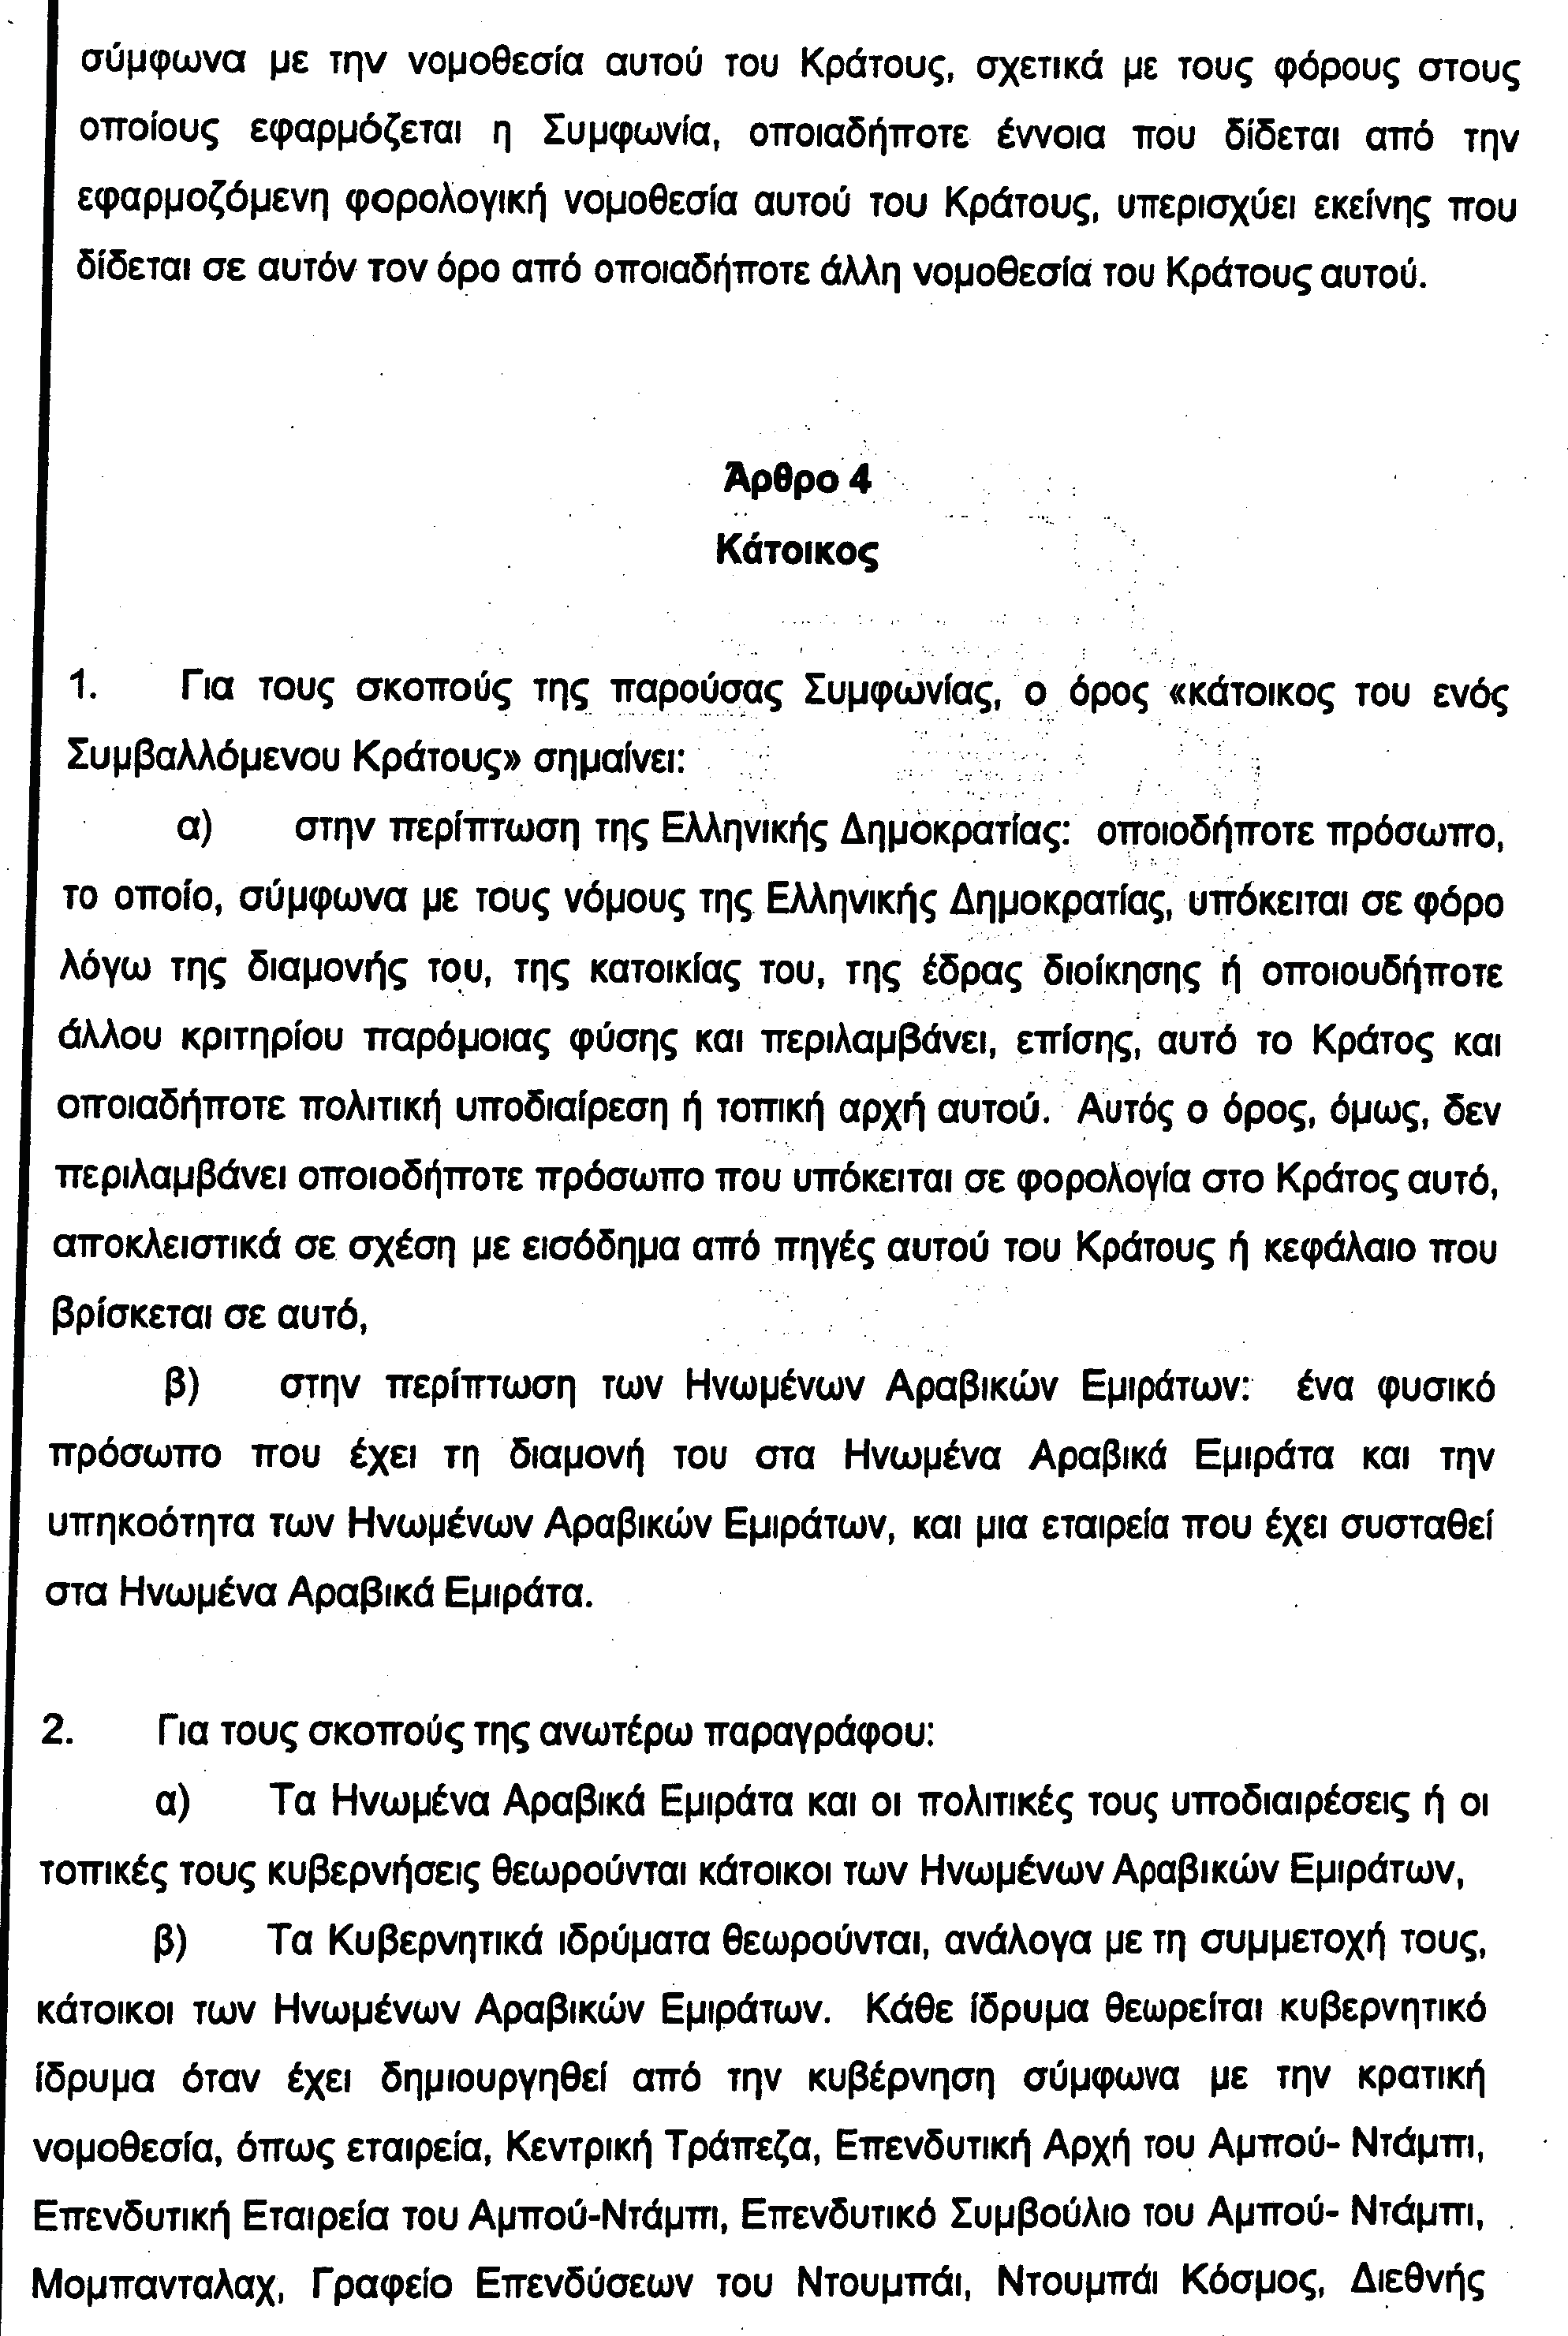 σύμφωνα με την νομοθεσία αυτού του Κράτους, σχετικά με τους φόρους στους
οποίους εφαρμόζεται η Συμφωνία, οποιαδήποτε έννοια που δίδεται από την
εφαρμοζόμενη φορολογική νομοθεσία αυτού του Κράτους, υπερισχύει εκείνης που
δίδεται σε αυτόν τον όρο από οποιαδήποτε άλλη νομοθεσία του Κράτους αυτού.
Άρθρο 4
Κάτοικος
1. Για τους σκοπούς της παρούσας Συμφωνίας, ο όρος «κάτοικος του ενός
Συμβαλλόμενου Κράτους» σημαίνει:
α) στην περίπτωση της Ελληνικής Δημοκρατίας: οποιοδήποτε πρόσωπο,
το οποίο, σύμφωνα με τους νόμους της Ελληνικής Δημοκρατίας, υπόκειται σε φόρο
λόγω της διαμονής του, της κατοικίας του, της έδρας διοίκησης ή οποιουδήποτε
άλλου κριτηρίου παρόμοιας φύσης και περιλαμβάνει, επίσης, αυτό το Κράτος και
οποιαδήποτε πολιτική υποδιαίρεση ή τοπική αρχή αυτού. Αυτός ο όρος, όμως, δεν
περιλαμβάνει οποιοδήποτε πρόσωπο που υπόκειται σε φορολογία στο Κράτος αυτό,
αποκλειστικά σε σχέση με εισόδημα από πηγές αυτού του Κράτους ή κεφάλαιο που
βρίσκεται σε αυτό,
β) στην περίπτωση των Ηνωμένων Αραβικών Εμιράτων: ένα φυσικό
πρόσωπο που έχει τη διαμονή του στα Ηνωμένα Αραβικά Εμιράτα και την
υπηκοότητα των Ηνωμένων Αραβικών Εμιράτων, και μια εταιρεία που έχει συσταθεί
στα Ηνωμένα Αραβικά Εμιράτα.
2. Για τους σκοπούς της ανωτέρω παραγράφου:
α) Τα Ηνωμένα Αραβικά Εμιράτα και οι πολιτικές τους υποδιαιρέσεις ή οι
τοπικές τους κυβερνήσεις θεωρούνται κάτοικοι των Ηνωμένων Αραβικών Εμιράτων,
β) Τα Κυβερνητικά ιδρύματα θεωρούνται, ανάλογα με τη συμμετοχή τους,
κάτοικοι των Ηνωμένων Αραβικών Εμιράτων. Κάθε ίδρυμα θεωρείται κυβερνητικό
ίδρυμα όταν έχει δημιουργηθεί από την κυβέρνηση σύμφωνα με την κρατική
νομοθεσία, όπως εταιρεία, Κεντρική Τράπεζα, Επενδυτική Αρχή του Αμπού- Ντάμπι,
Επενδυτική Εταιρεία του Αμπού-Ντάμπι, Επενδυτικό Συμβούλιο του Αμπού- Ντάμπι,
Μομπανταλαχ, Γραφείο Επενδύσεων του Ντουμπάι, Ντουμπάι Κόσμος, Διεθνής